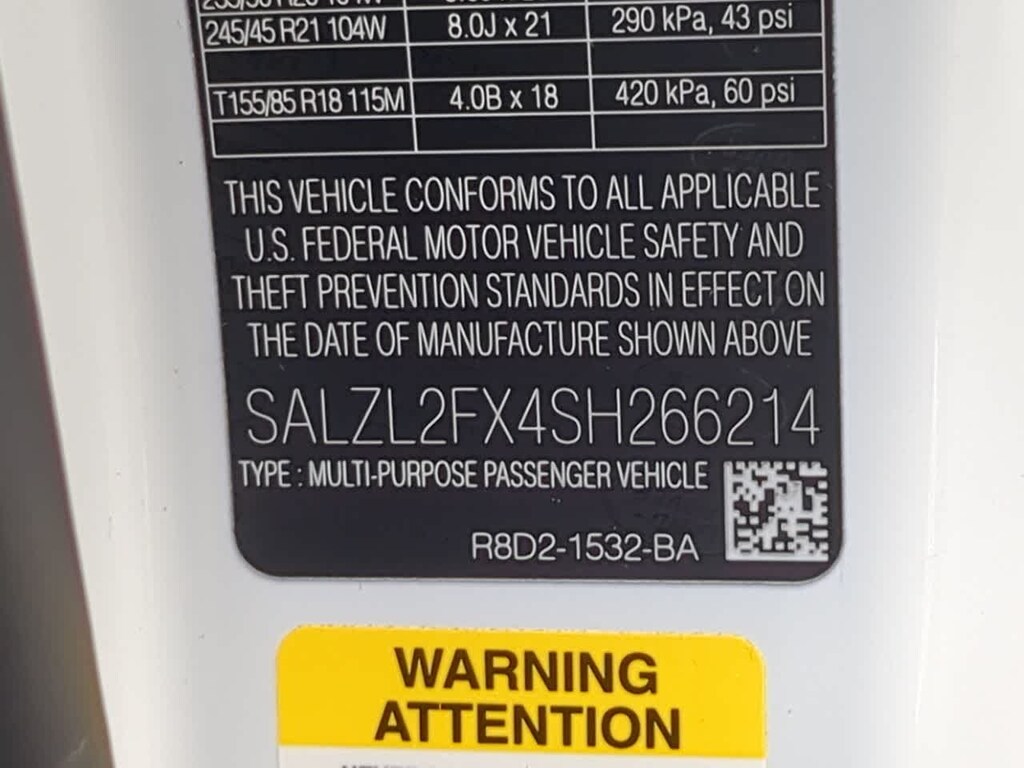 245/45 R21 104W 8.0J x 21 290 kPa, 43 psi
T155/85 R18 115M 4.0B x 18 420 kPa, 60 psi
THIS VEHICLE CONFORMS TO ALL APPLICABLE
U.S. FEDERAL MOTOR VEHICLE SAFETY AND
THEFT PREVENTION STANDARDS IN EFFECT ON
THE DATE OF MANUFACTURE SHOWN ABOVE
SALZL2FX4SH266214
TYPE : MULTI-PURPOSE PASSENGER VEHICLE
R8D2-1532-BA
WARNING
ATTENTION